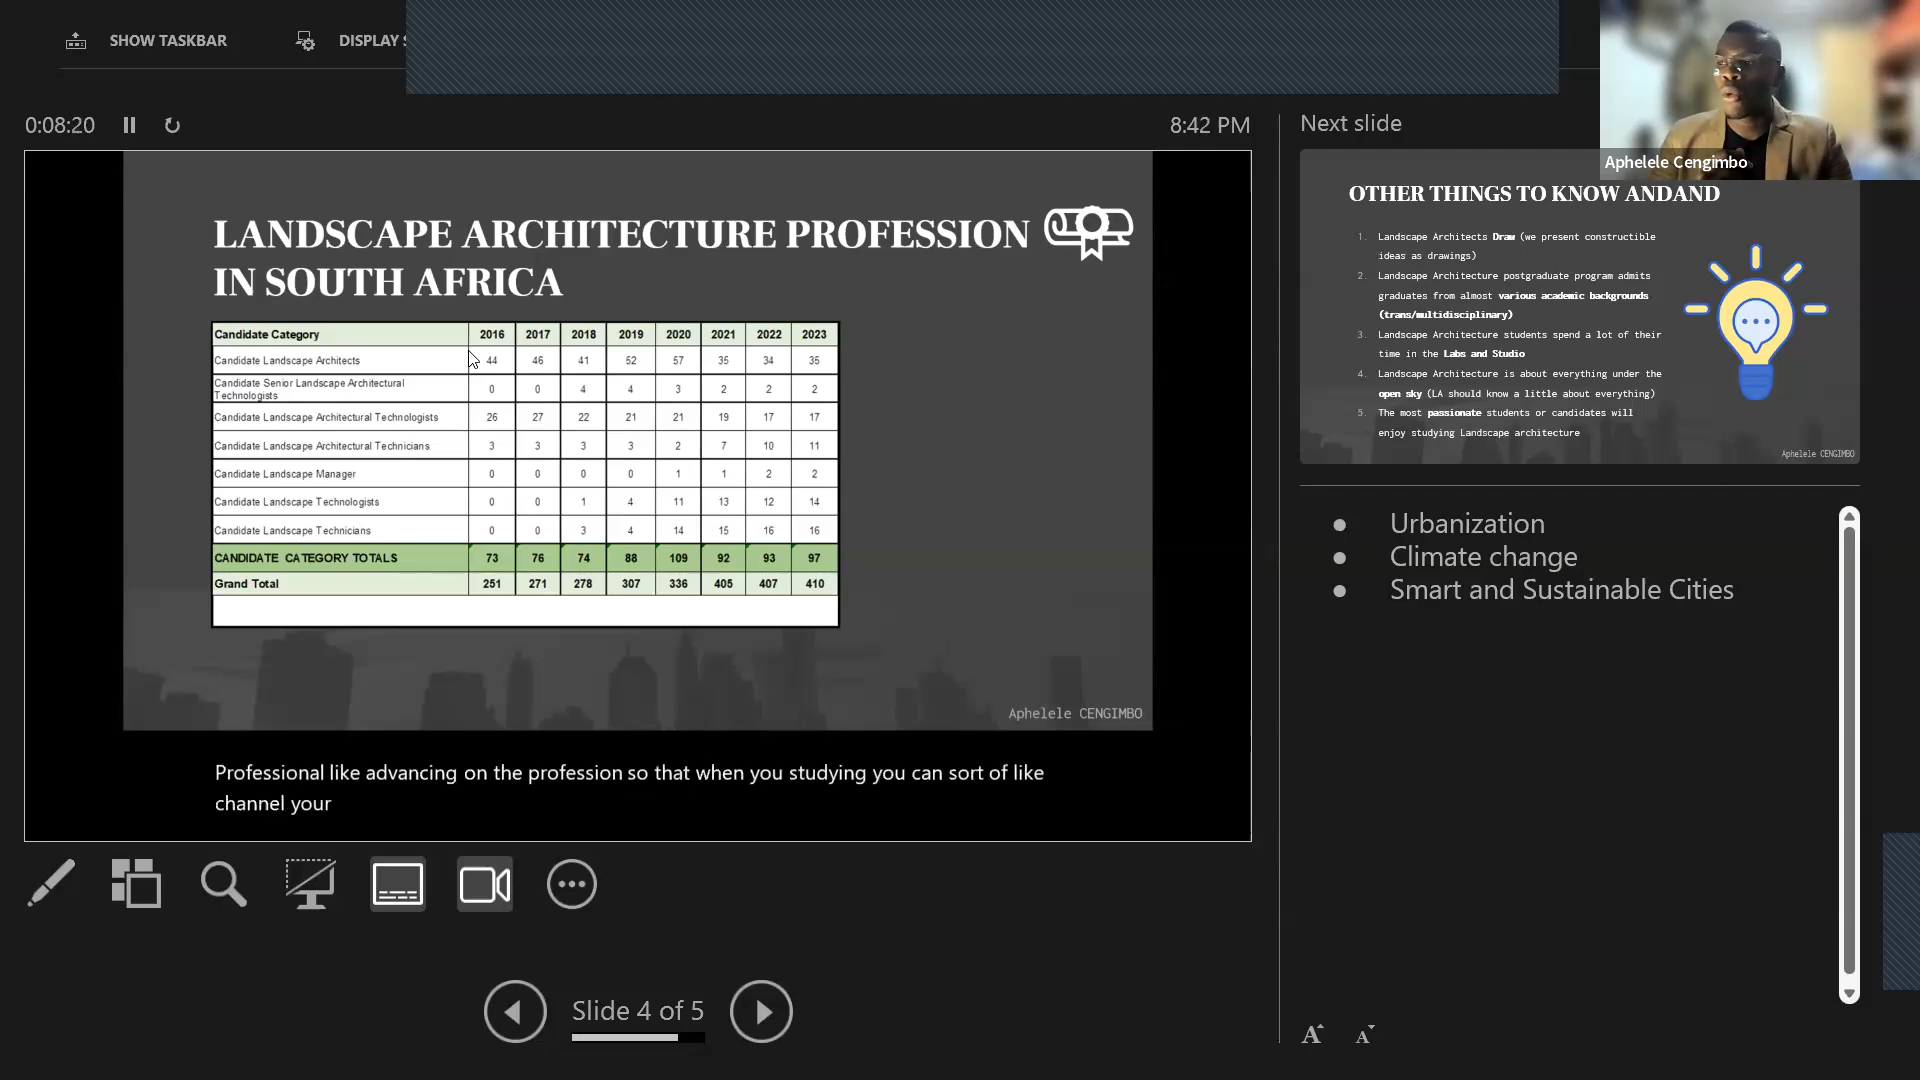 SHOW TASKBAR
DISPLAY
Aphelele Cengimbo
0:08:20
8:42 PM
Next slide
LANDSCAPE ARCHITECTURE PROFESSION
IN SOUTH AFRICA
Candidate Category 2016 2017 2018 2019 2020 2021 2022 2023
Candidate Landscape Architects 44 46 41 52 57 35 34 35
Candidate Senior Landscape Architectural
Technologists 0 0 4 4 3 2 2 2
Candidate Landscape Architectural Technologists 26 27 22 21 21 19 17 17
Candidate Landscape Architectural Technicians 3 3 3 3 2 7 10 11
Candidate Landscape Manager 0 0 0 0 1 1 2 2
Candidate Landscape Technologists 0 0 1 4 11 13 12 14
Candidate Landscape Technicians 0 0 3 4 14 15 16 16
CANDIDATE CATEGORY TOTALS 73 76 74 88 109 92 93 97
Grand Total 251 271 278 307 336 405 407 410
Aphelele CENGIMBO
Professional like advancing on the profession so that when you studying you can sort of like
channel your
Slide 4 of 5
OTHER THINGS TO KNOW ANDAND
1. Landscape Architects Draw (we present constructible
ideas as drawings)
2. Landscape Architecture postgraduate program admits
graduates from almost various academic backgrounds
(trans/multidisciplinary)
3. Landscape Architecture students spend a lot of their
time in the Labs and Studio
4. Landscape Architecture is about everything under the
open sky (LA should know a little about everything)
5. The most passionate students or candidates will
enjoy studying Landscape architecture
Aphelele CENGIMBO
● Urbanization
● Climate change
● Smart and Sustainable Cities
A A